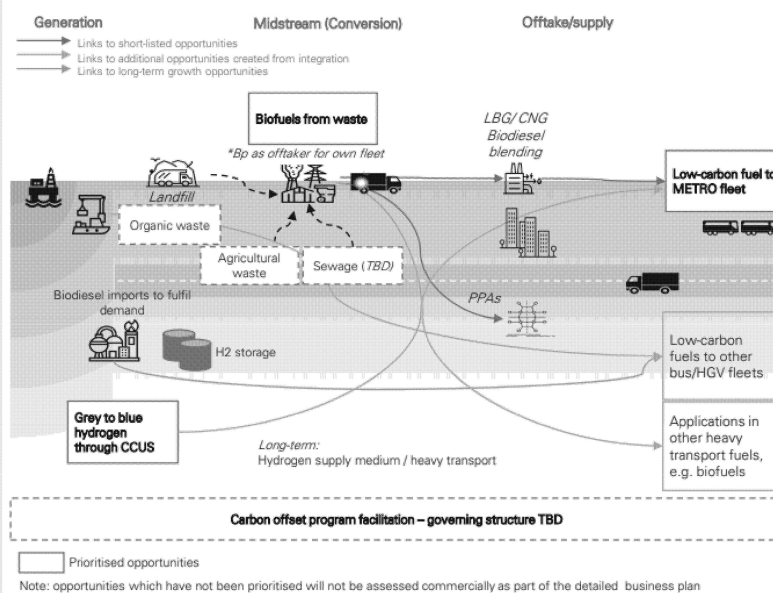 Generation
Midstream (Conversion)
Offtake/supply
Links to short-listed opportunities
Links to additional opportunities created from integration
Links to long-term growth opportunities
Biofuels from waste
*Bp as offtaker for own fleet
LBG/ CNG
Biodiesel
blending
Low-carbon fuel to
METRO fleet
Landfill
Organic waste
Agricultural
waste
Sewage (TBD)
Biodiesel imports to fulfil
demand
PPAs
H2 storage
Low-carbon
fuels to other
bus/HGV fleets
Grey to blue
hydrogen
through CCUS
Long-term:
Hydrogen supply medium / heavy transport
Applications in
other heavy
transport fuels,
e.g. biofuels
Carbon offset program facilitation – governing structure TBD
Prioritised opportunities
Note: opportunities which have not been prioritised will not be assessed commercially as part of the detailed business plan